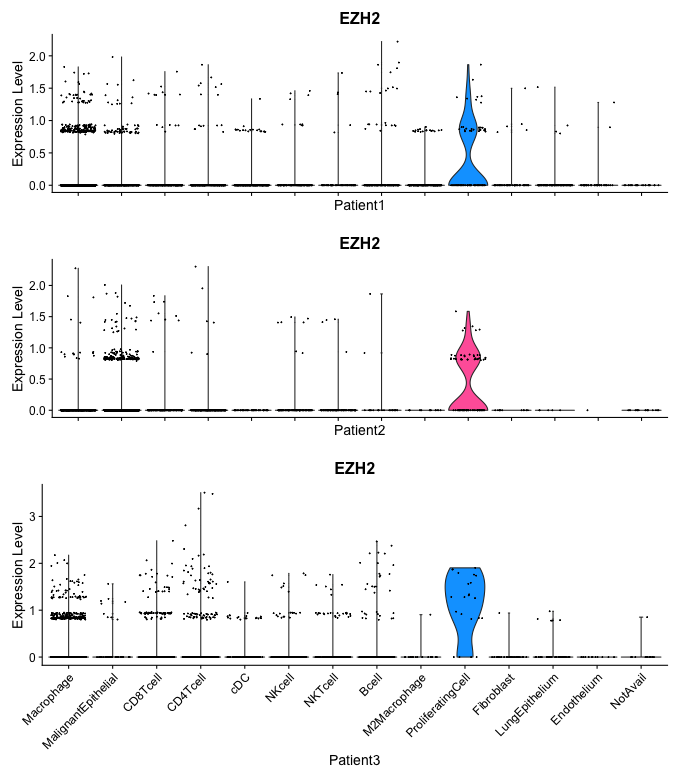 EZH2
Expression Level
2.0
1.5
1.0
0.5
0.0
Patient1
EZH2
Expression Level
2.0
1.5
1.0
0.5
0.0
Patient2
EZH2
Expression Level
3
2
1
0
Macrophage
MalignantEpithelial
CD8Tcell
CD4Tcell
cDC
NKcell
NKTcell
Bcell
M2Macrophage
ProliferatingCell
Fibroblast
LungEpithelium
Endothelium
NotAvail
Patient3